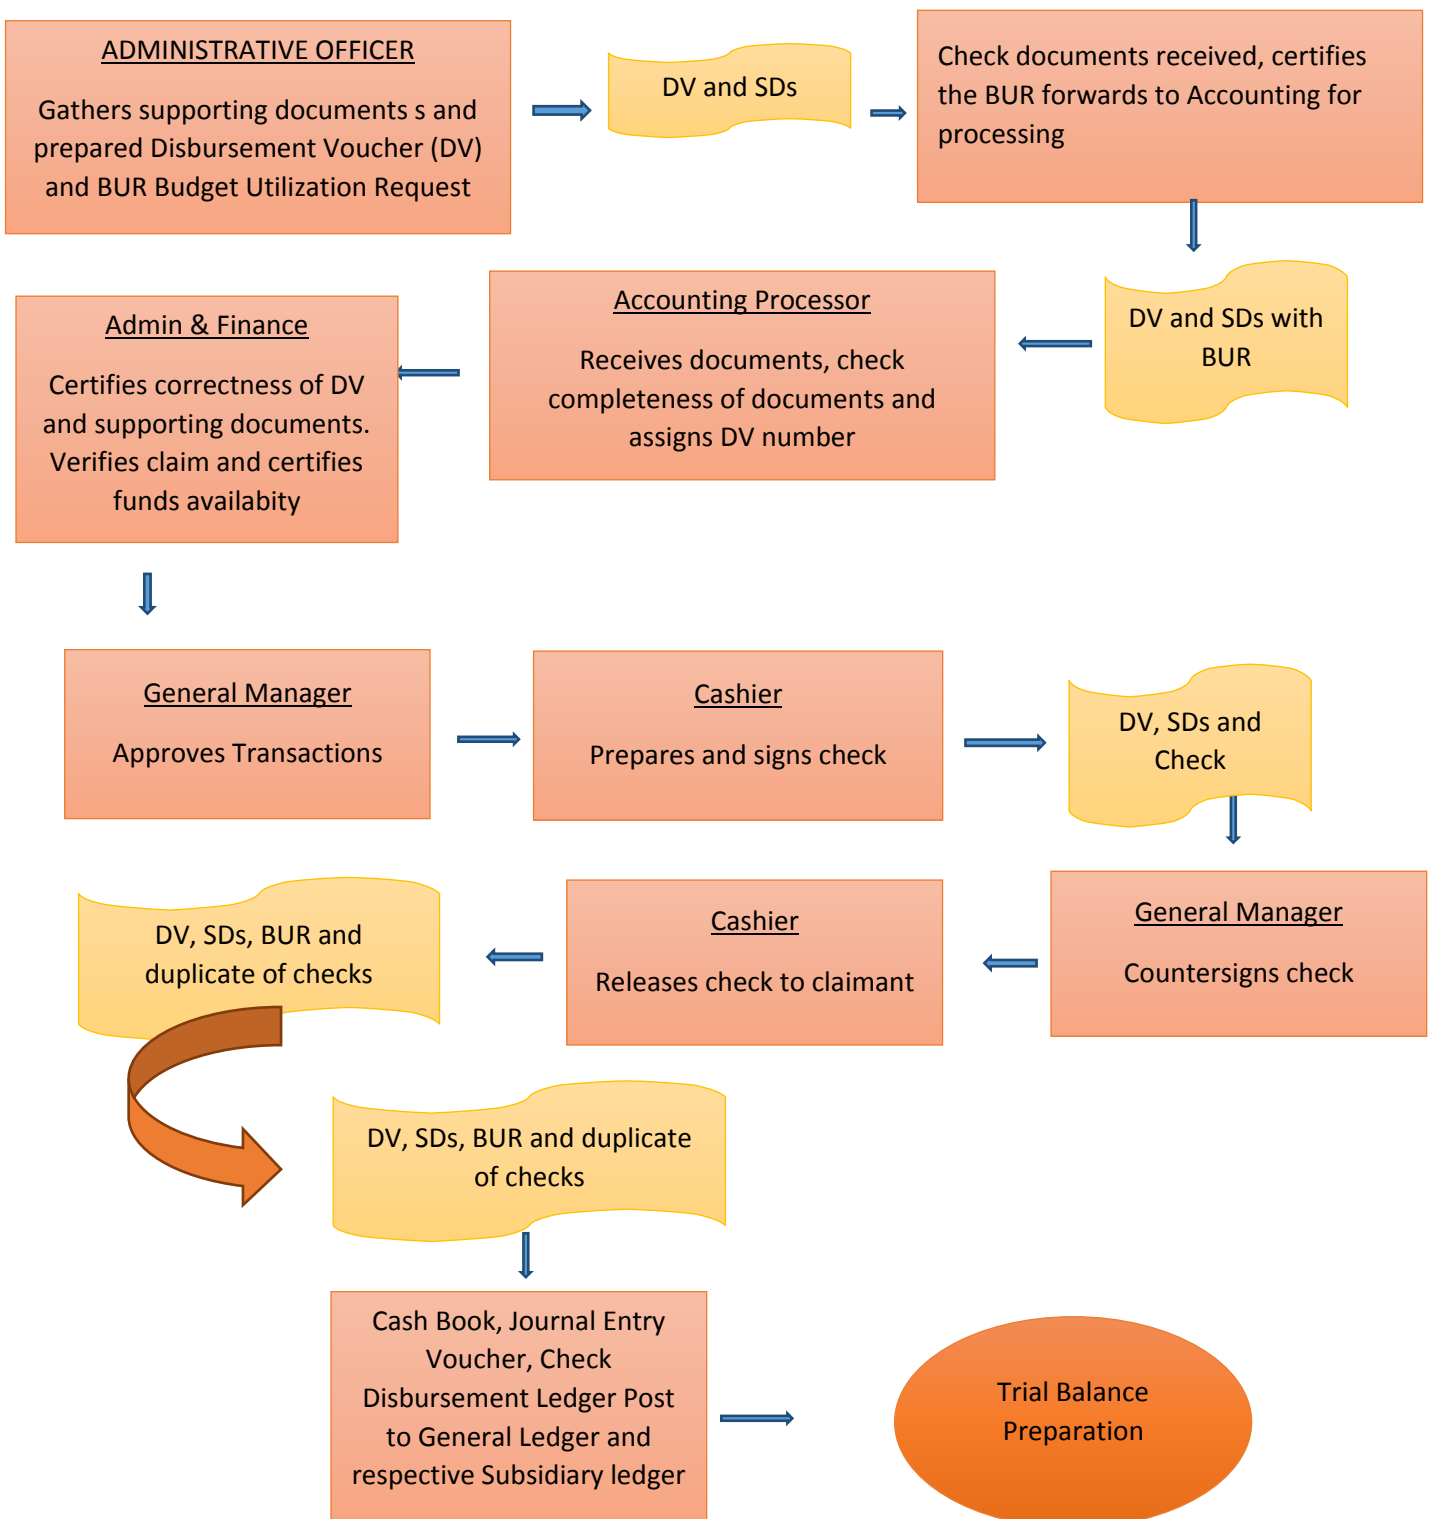 ADMINISTRATIVE OFFICER
Gathers supporting documents s and
prepared Disbursement Voucher (DV)
and BUR Budget Utilization Request
DV and SDs
Check documents received, certifies
the BUR forwards to Accounting for
processing
DV and SDs with
BUR
Accounting Processor
Receives documents, check
completeness of documents and
assigns DV number
Admin & Finance
Certifies correctness of DV
and supporting documents.
Verifies claim and certifies
funds availabity
General Manager
Approves Transactions
Cashier
Prepares and signs check
DV, SDs and
Check
General Manager
Countersigns check
Cashier
Releases check to claimant
DV, SDs, BUR and
duplicate of checks
DV, SDs, BUR and duplicate
of checks
Cash Book, Journal Entry
Voucher, Check
Disbursement Ledger Post
to General Ledger and
respective Subsidiary ledger
Trial Balance
Preparation